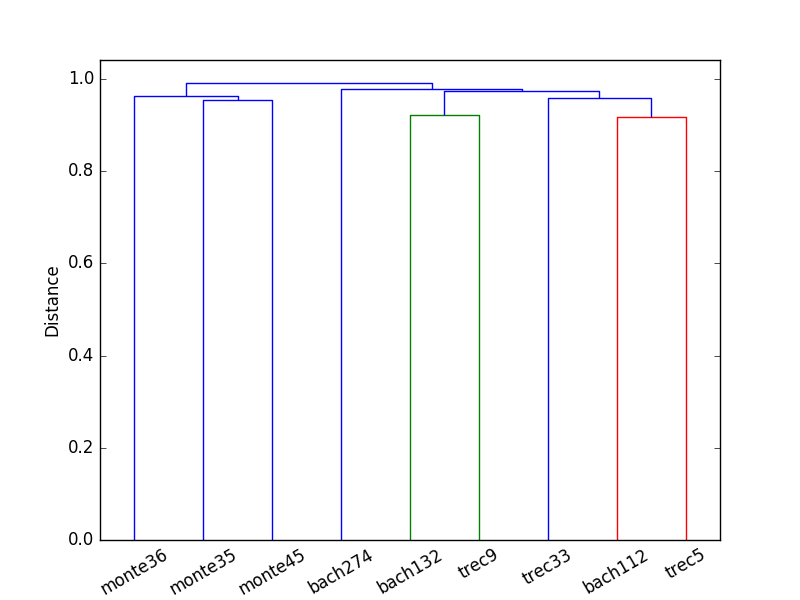 1.0
0.8
0.6
0.4
0.2
0.0
Distance
monte36
monte35
monte45
bach274
bach132
trec9
trec33
bach112
trec5